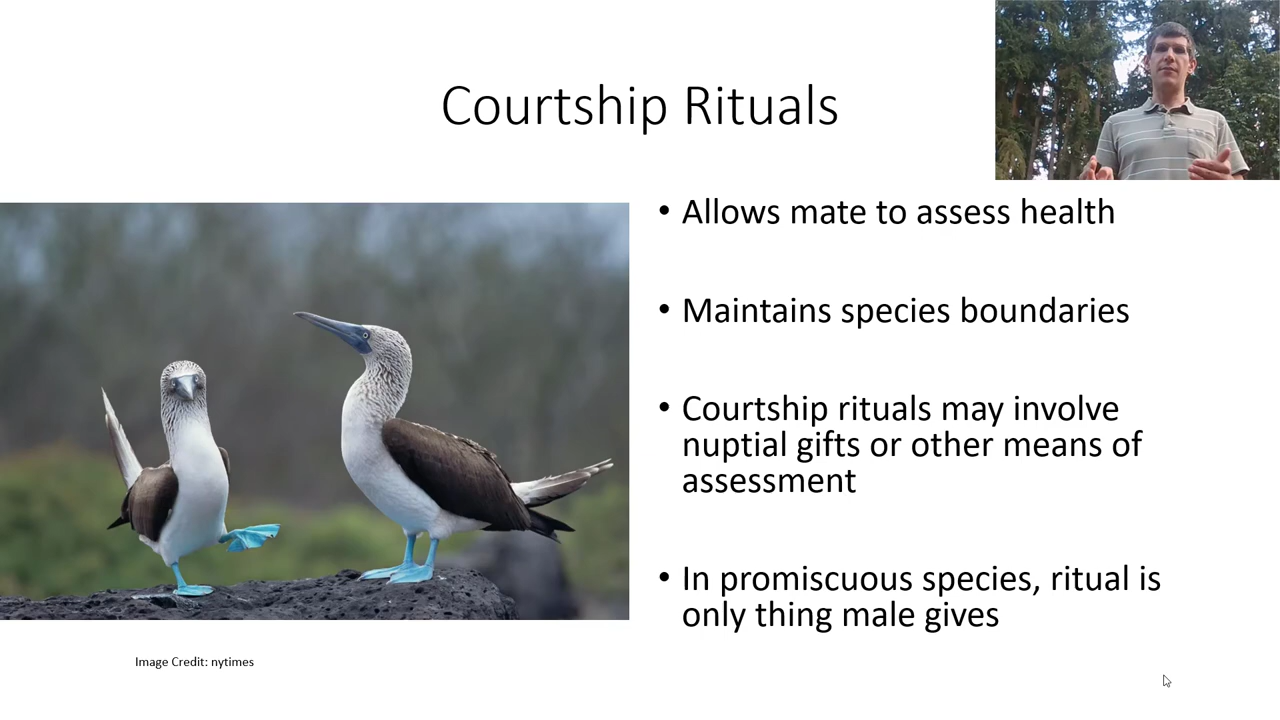 Courtship Rituals
• Allows mate to assess health
• Maintains species boundaries
• Courtship rituals may involve
nuptial gifts or other means of
assessment
• In promiscuous species, ritual is
only thing male gives
Image Credit: nytimes